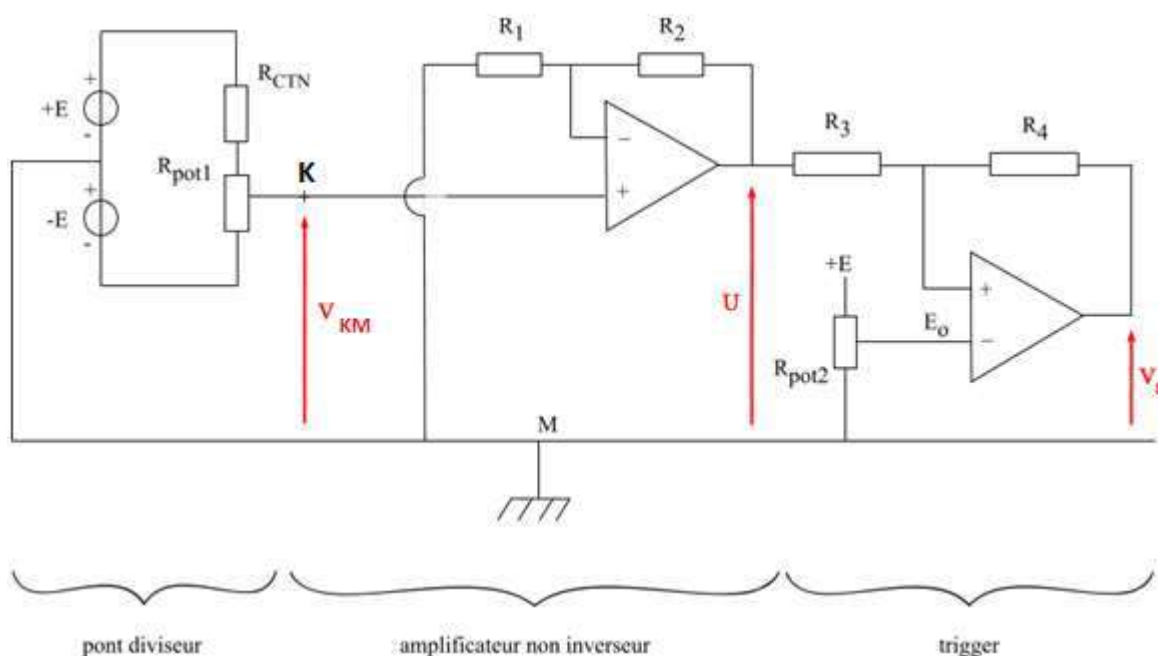 R1
R2
+
+E
-
RCTN
Rpot1
K
+
-E
-
VKM
−
+
U
R3
R4
+E
Eo
Rpot2
+
−
M
pont diviseur
amplificateur non inverseur
trigger